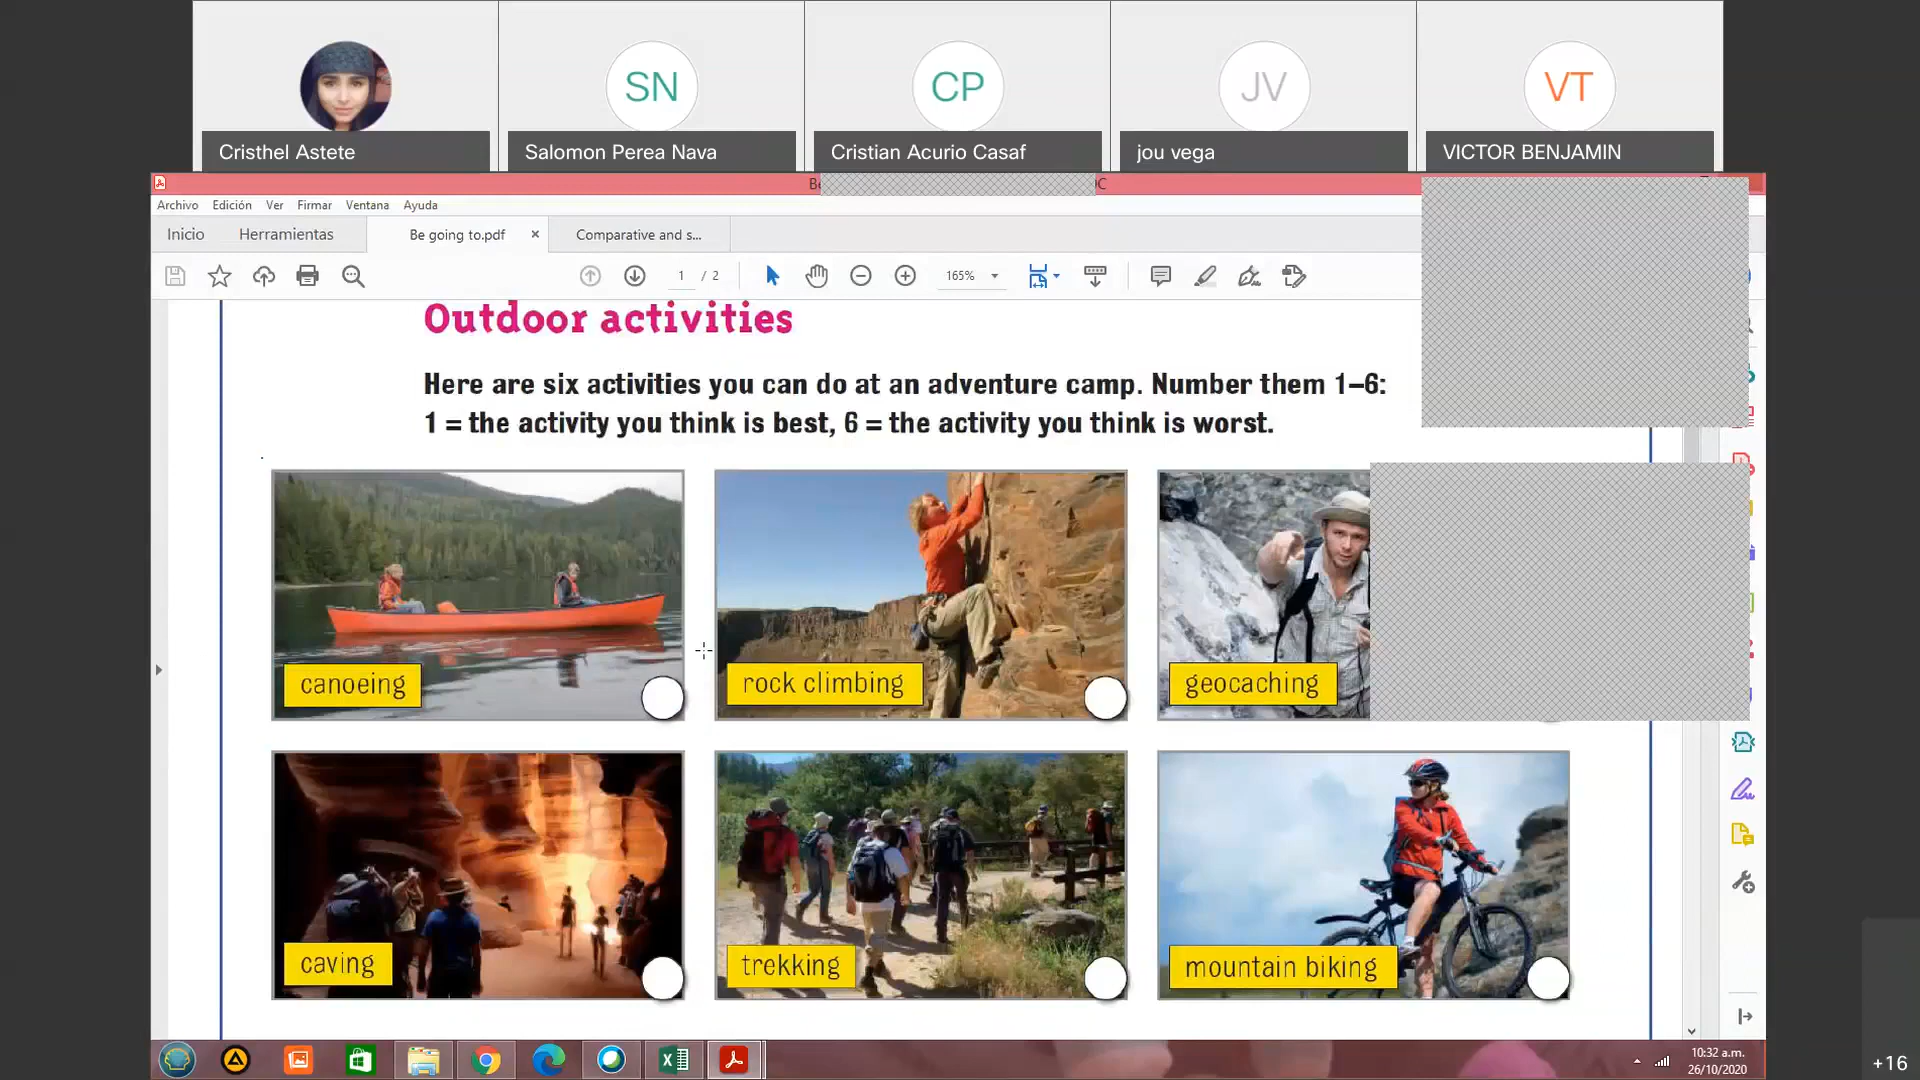 SN
CP
JV
VT
Cristhel Astete
Salomon Perea Nava
Cristian Acurio Casaf
jou vega
VICTOR BENJAMIN
Archivo Edición Ver Firmar Ventana Ayuda
Inicio Herramientas Be going to.pdf Comparative and s...
1 / 2 165%
Outdoor activities
Here are six activities you can do at an adventure camp. Number them 1–6:
1 = the activity you think is best, 6 = the activity you think is worst.
canoeing
rock climbing
geocaching
caving
trekking
mountain biking
10:32 a.m.
26/10/2020
+16